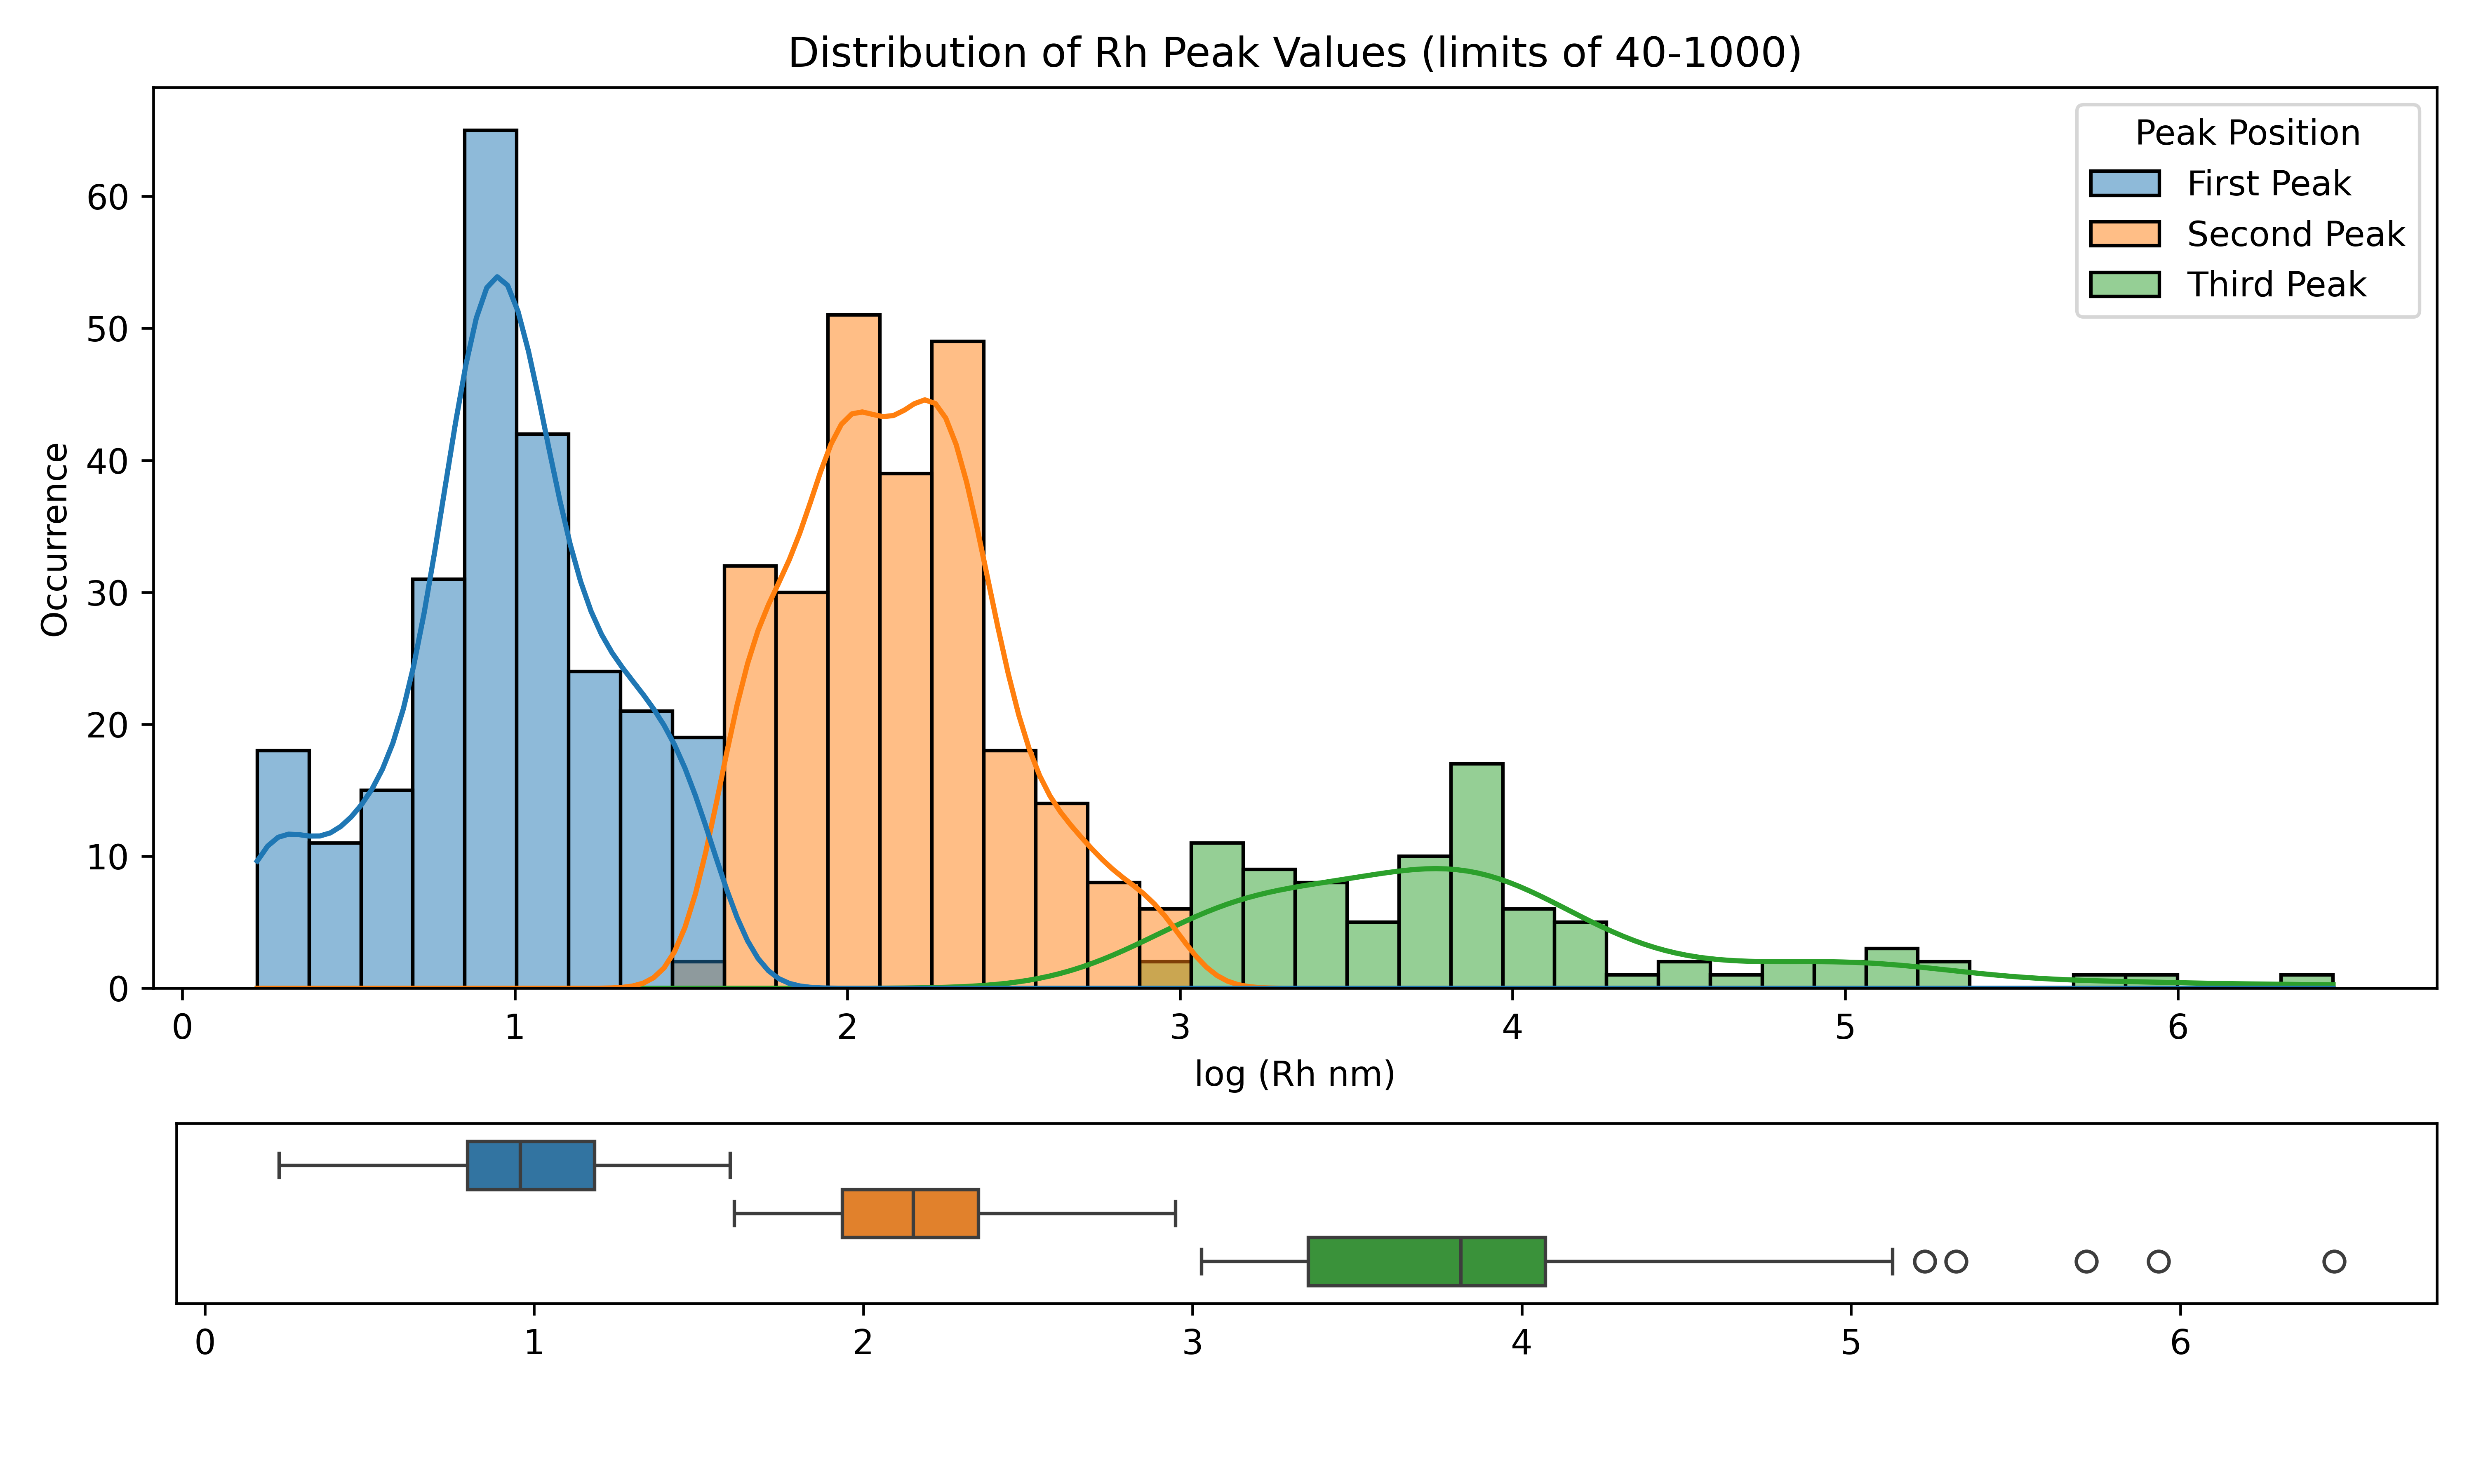 Distribution of Rh Peak Values (limits of 40-1000)
Peak Position
First Peak
Second Peak
Third Peak
Occurrence
60
50
40
30
20
10
0
0 1 2 3 4 5 6
log (Rh nm)
0 1 2 3 4 5 6